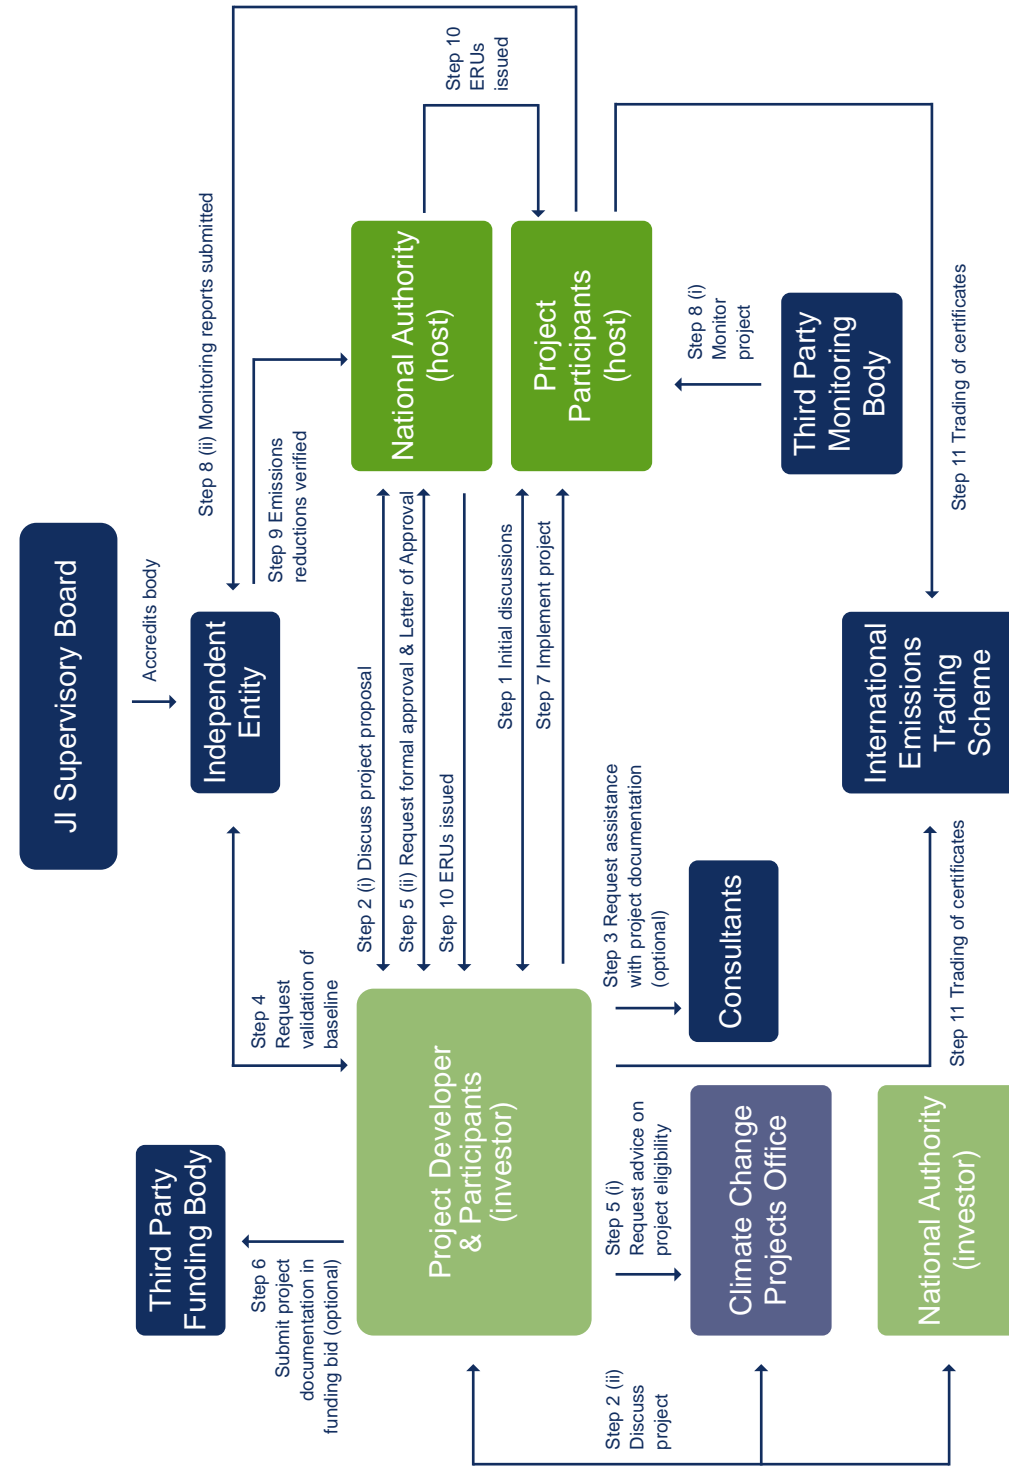 JI Supervisory Board
Accredits body
Third Party
Funding Body
Independent
Entity
Step 8 (ii) Monitoring reports submitted
Step 6
Submit project
documentation in
funding bid (optional)
Step 4
Request
validation of
baseline
Step 9 Emissions
reductions verified
Project Developer
& Participants
(investor)
Step 2 (i) Discuss project proposal
Step 5 (ii) Request formal approval & Letter of Approval
Step 10 ERUs issued
Step 1 Initial discussions
Step 7 Implement project
National Authority
(host)
Step 10
ERUs
issued
Project
Participants
(host)
Step 2 (ii)
Discuss
project
Step 5 (i)
Request advice on
project eligibility
Step 3 Request assistance
with project documentation
(optional)
Step 8 (i)
Monitor
project
Climate Change
Projects Office
Consultants
Third Party
Monitoring
Body
National Authority
(investor)
Step 11 Trading of certificates
International
Emissions
Trading
Scheme
Step 11 Trading of certificates